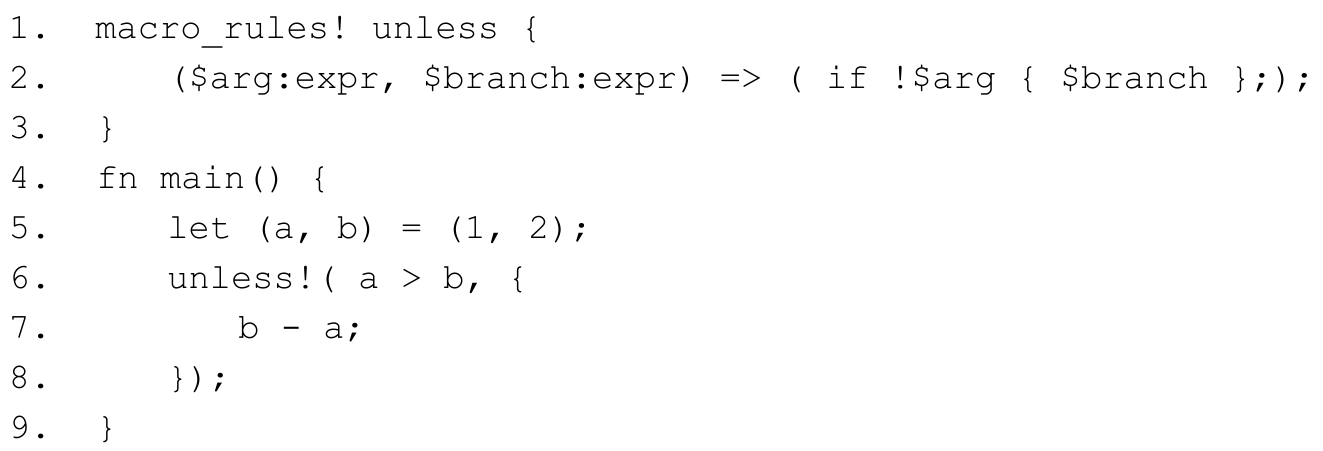 1. macro_rules! unless {
2.     ($arg:expr, $branch:expr) => ( if !$arg { $branch };);
3. }
4. fn main() {
5.     let (a, b) = (1, 2);
6.     unless!( a > b, {
7.         b - a;
8.     });
9. }